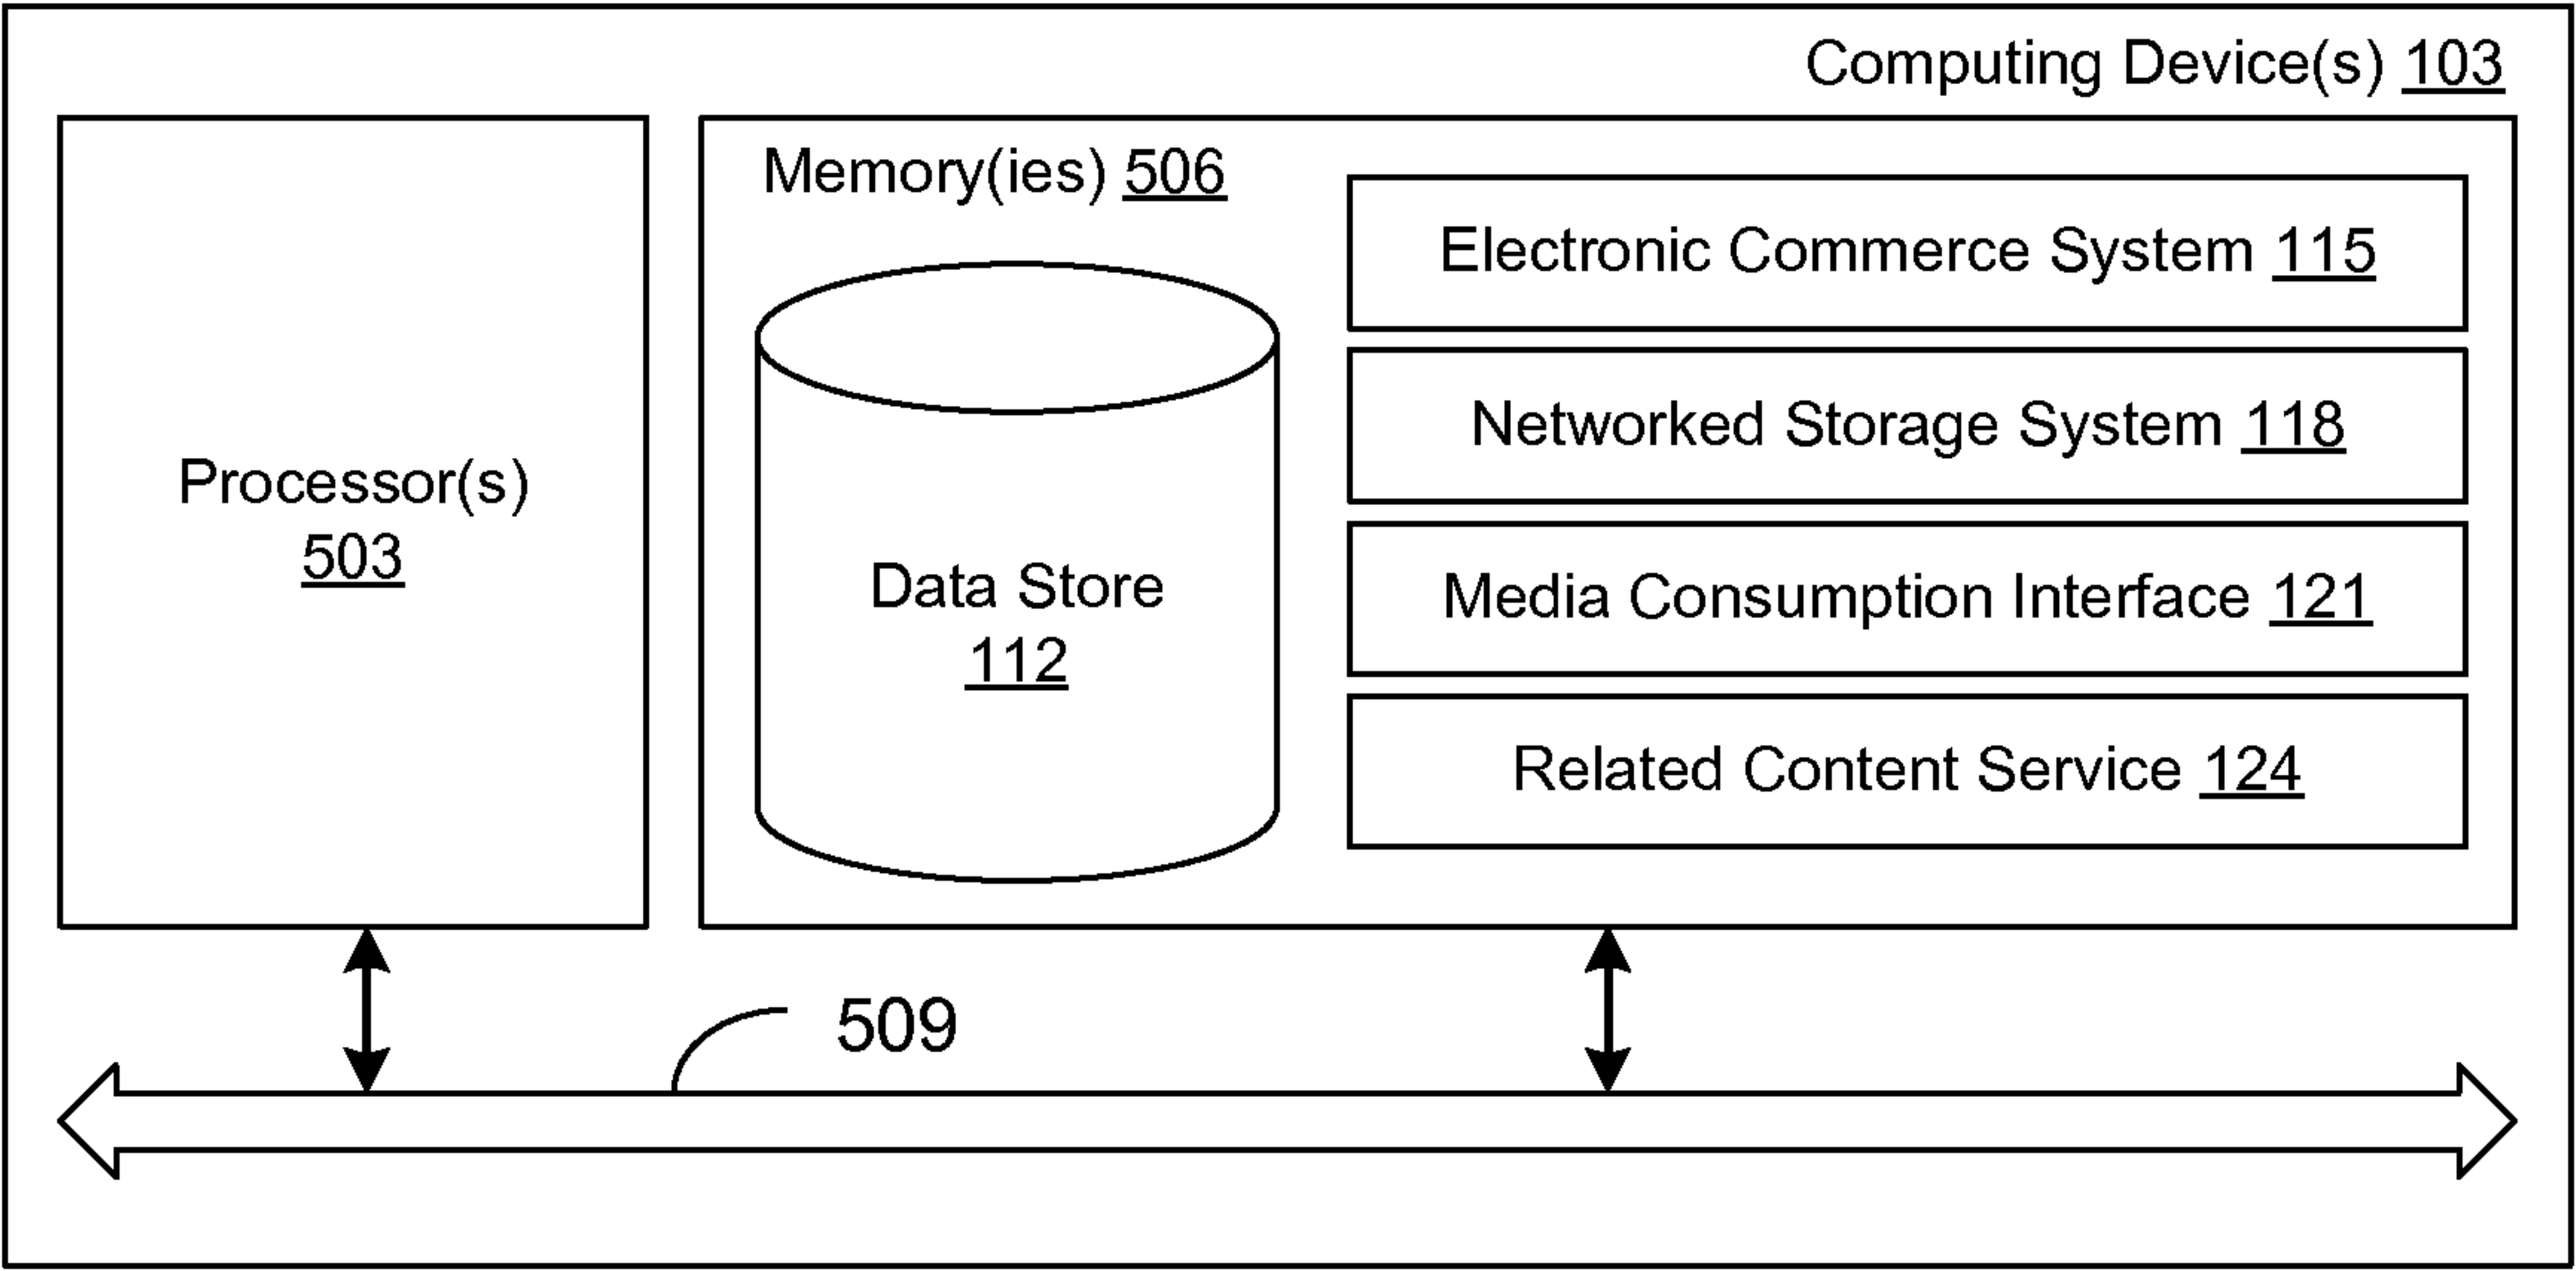 Computing Device(s) 103
Memory(ies) 506
Electronic Commerce System 115
Networked Storage System 118
Processor(s)
503
Data Store
112
Media Consumption Interface 121
Related Content Service 124
509